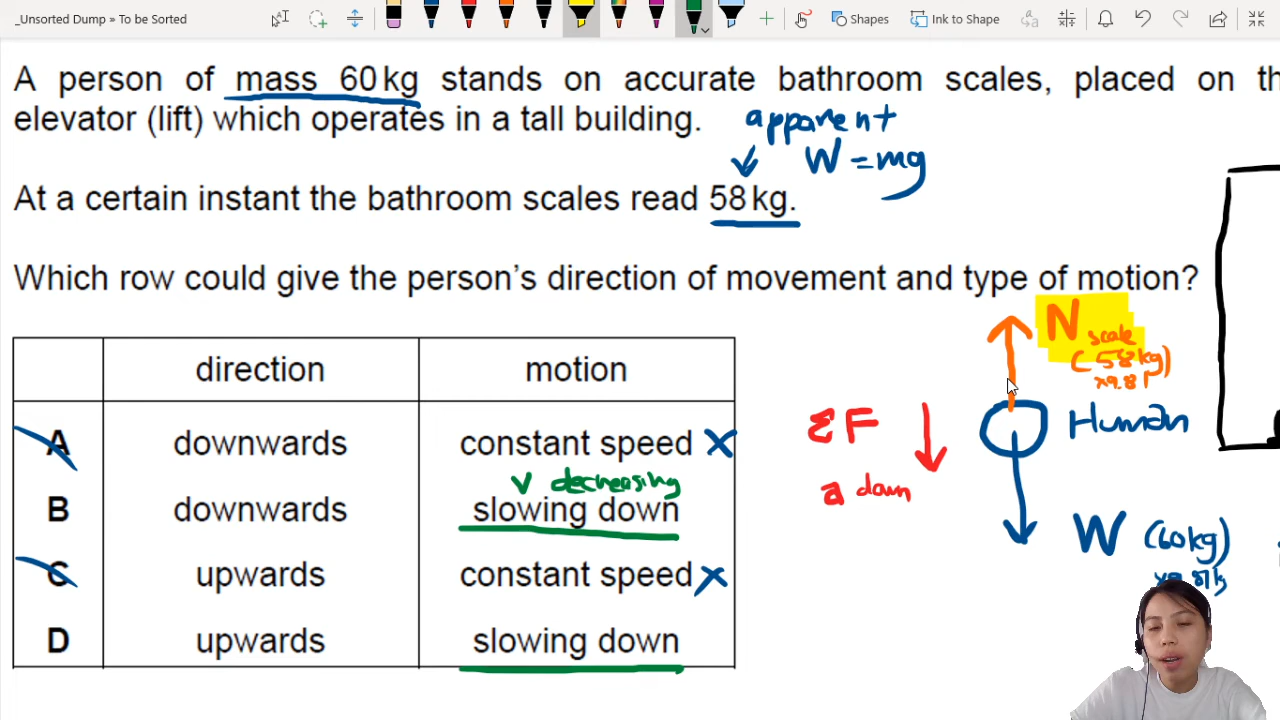 _Unsorted Dump » To be Sorted
Shapes
Ink to Shape
A person of mass 60 kg stands on accurate bathroom scales, placed on th
elevator (lift) which operates in a tall building.
apparent
W = mg
At a certain instant the bathroom scales read 58 kg.
Which row could give the person's direction of movement and type of motion?
N scale
(58kg)
x9.81
direction motion
A downwards constant speed
ΣF
Human
v decreasing
a down
B downwards slowing down
W (60kg)
C upwards constant speed
D upwards slowing down